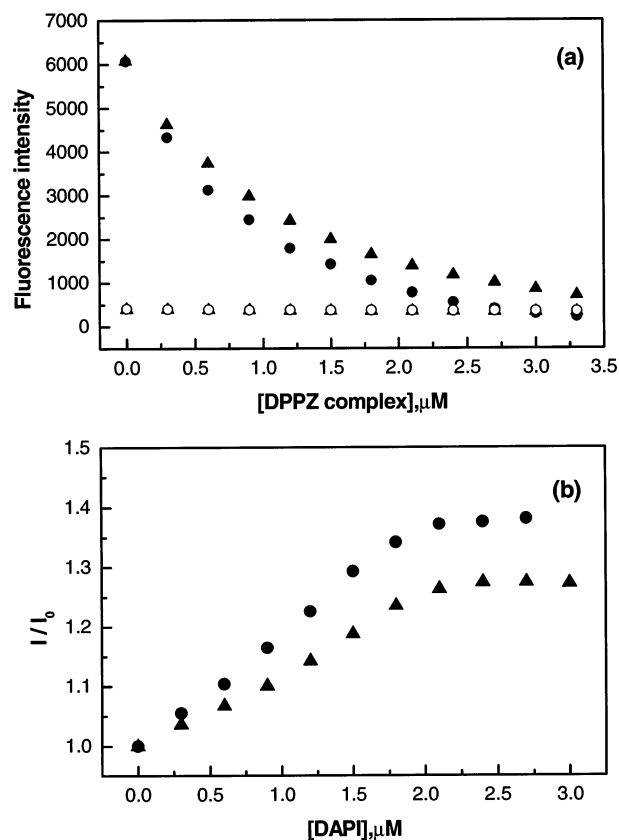 (a)
Fluorescence intensity
6000
5000
4000
3000
2000
1000
0
0.0 0.5 1.0 1.5 2.0 2.5 3.0 3.5
[DPPZ complex],μM
(b)
I / I0
1.5
1.4
1.3
1.2
1.1
1.0
0.0 0.5 1.0 1.5 2.0 2.5 3.0
[DAPI],μM